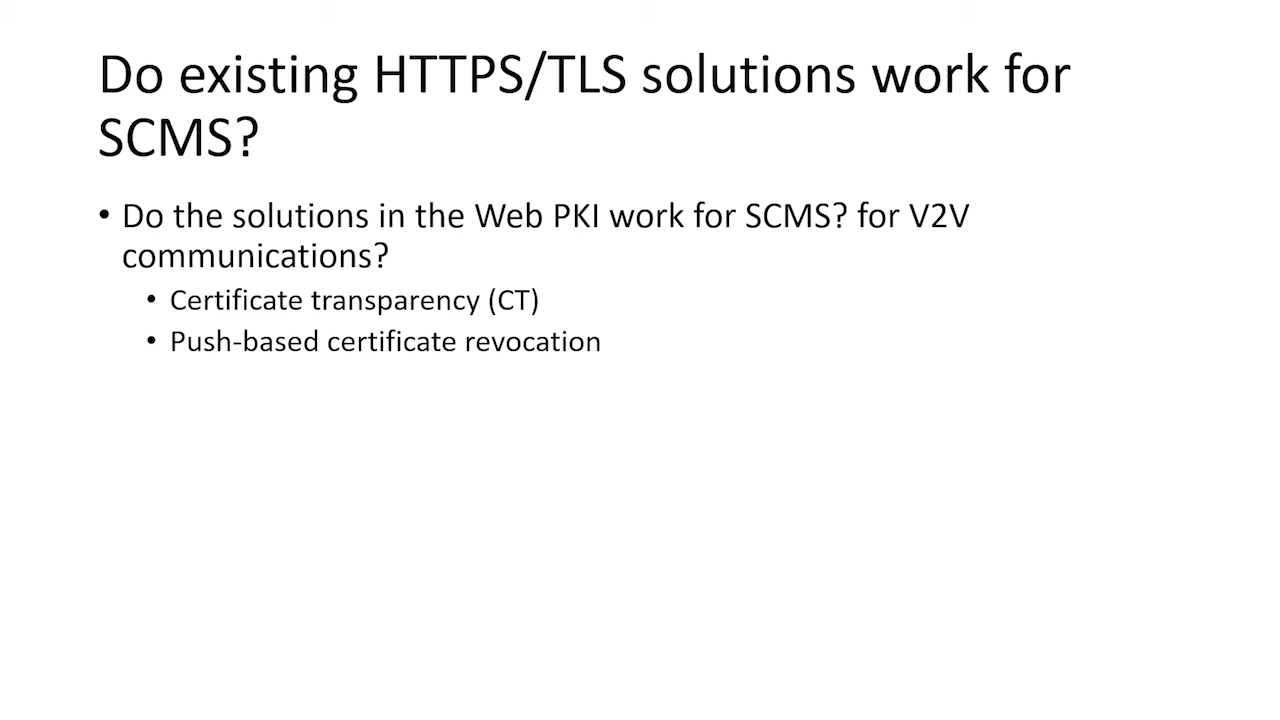 Do existing HTTPS/TLS solutions work for
SCMS?
• Do the solutions in the Web PKI work for SCMS? for V2V
communications?
• Certificate transparency (CT)
• Push-based certificate revocation